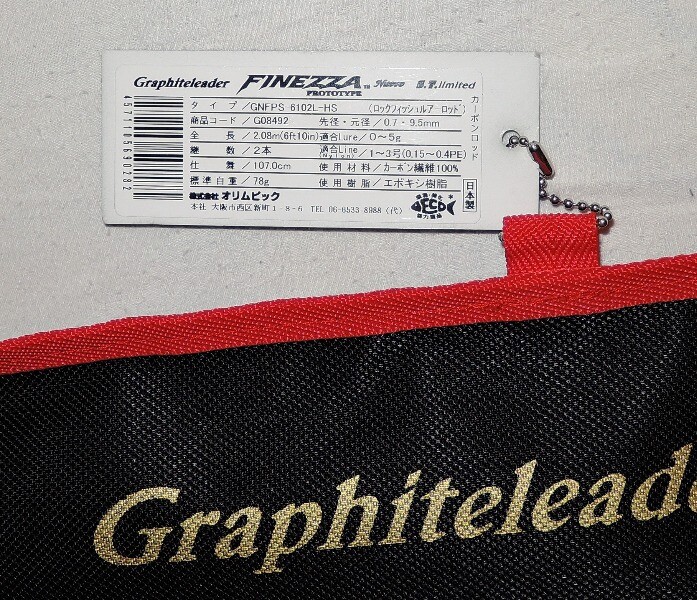 Graphiteleader FINEZZA™ Nuovo S.T.limited
PROTOTYPE
タイプ/GNFPS 6102L-HS (ロックフィッシュルアーロッド)
商品コード/G08492 先径・元径/0.7・9.5mm
全長/2.08m(6ft10in) 適合Lure/0〜5g
継数/2本 適合Line (Nylon)/1〜3号(0.15〜0.4PE)
仕舞/107.0cm 使用材料/カーボン繊維100%
標準自重/78g 使用樹脂/エポキシ樹脂
株式会社オリムピック
本社 大阪市西区新町1-8-6 TEL 06-6533-8988(代)
カーボンロッド
日本製
4571105690282
Graphiteleade